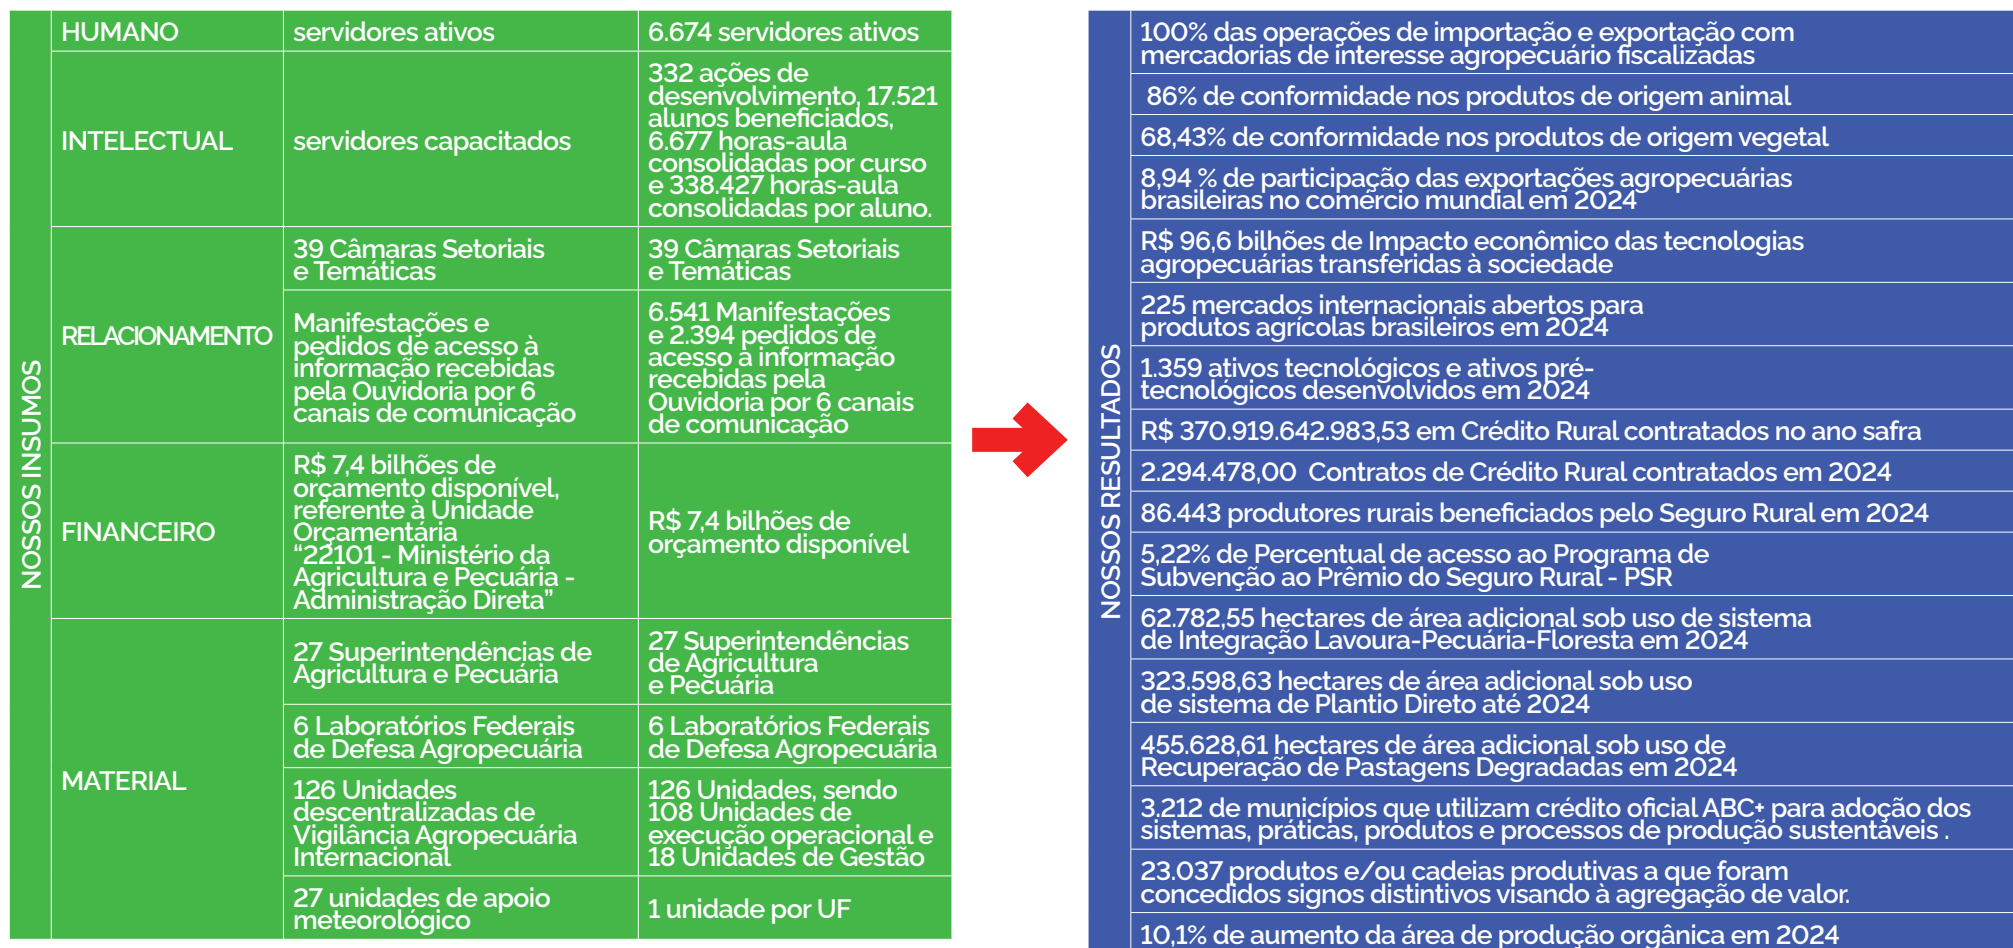 NOSSOS INSUMOS
HUMANO
servidores ativos
6.674 servidores ativos
INTELECTUAL
servidores capacitados
332 ações de
desenvolvimento, 17.521
alunos beneficiados,
6.677 horas-aula
consolidadas por curso
e 338.427 horas-aula
consolidadas por aluno.
RELACIONAMENTO
39 Câmaras Setoriais
e Temáticas
39 Câmaras Setoriais
e Temáticas
Manifestações e
pedidos de acesso à
informação recebidas
pela Ouvidoria por 6
canais de comunicação
6.541 Manifestações
e 2.394 pedidos de
acesso à informação
recebidas pela
Ouvidoria por 6 canais
de comunicação
FINANCEIRO
R$ 7,4 bilhões de
orçamento disponível,
referente à Unidade
Orçamentária
“22101 - Ministério da
Agricultura e Pecuária -
Administração Direta”
R$ 7,4 bilhões de
orçamento disponível
MATERIAL
27 Superintendências de
Agricultura e Pecuária
27 Superintendências
de Agricultura
e Pecuária
6 Laboratórios Federais
de Defesa Agropecuária
6 Laboratórios Federais
de Defesa Agropecuária
126 Unidades
descentralizadas de
Vigilância Agropecuária
Internacional
126 Unidades, sendo
108 Unidades de
execução operacional e
18 Unidades de Gestão
27 unidades de apoio
meteorológico
1 unidade por UF
NOSSOS RESULTADOS
100% das operações de importação e exportação com
mercadorias de interesse agropecuário fiscalizadas
86% de conformidade nos produtos de origem animal
68,43% de conformidade nos produtos de origem vegetal
8,94 % de participação das exportações agropecuárias
brasileiras no comércio mundial em 2024
R$ 96,6 bilhões de Impacto econômico das tecnologias
agropecuárias transferidas à sociedade
225 mercados internacionais abertos para
produtos agrícolas brasileiros em 2024
1.359 ativos tecnológicos e ativos pré-
tecnológicos desenvolvidos em 2024
R$ 370.919.642.983,53 em Crédito Rural contratados no ano safra
2.294.478,00 Contratos de Crédito Rural contratados em 2024
86.443 produtores rurais beneficiados pelo Seguro Rural em 2024
5,22% de Percentual de acesso ao Programa de
Subvenção ao Prêmio do Seguro Rural - PSR
62.782,55 hectares de área adicional sob uso de sistema
de Integração Lavoura-Pecuária-Floresta em 2024
323.598,63 hectares de área adicional sob uso
de sistema de Plantio Direto até 2024
455.628,61 hectares de área adicional sob uso de
Recuperação de Pastagens Degradadas em 2024
3.212 de municípios que utilizam crédito oficial ABC+ para adoção dos
sistemas, práticas, produtos e processos de produção sustentáveis .
23.037 produtos e/ou cadeias produtivas a que foram
concedidos signos distintivos visando à agregação de valor.
10,1% de aumento da área de produção orgânica em 2024